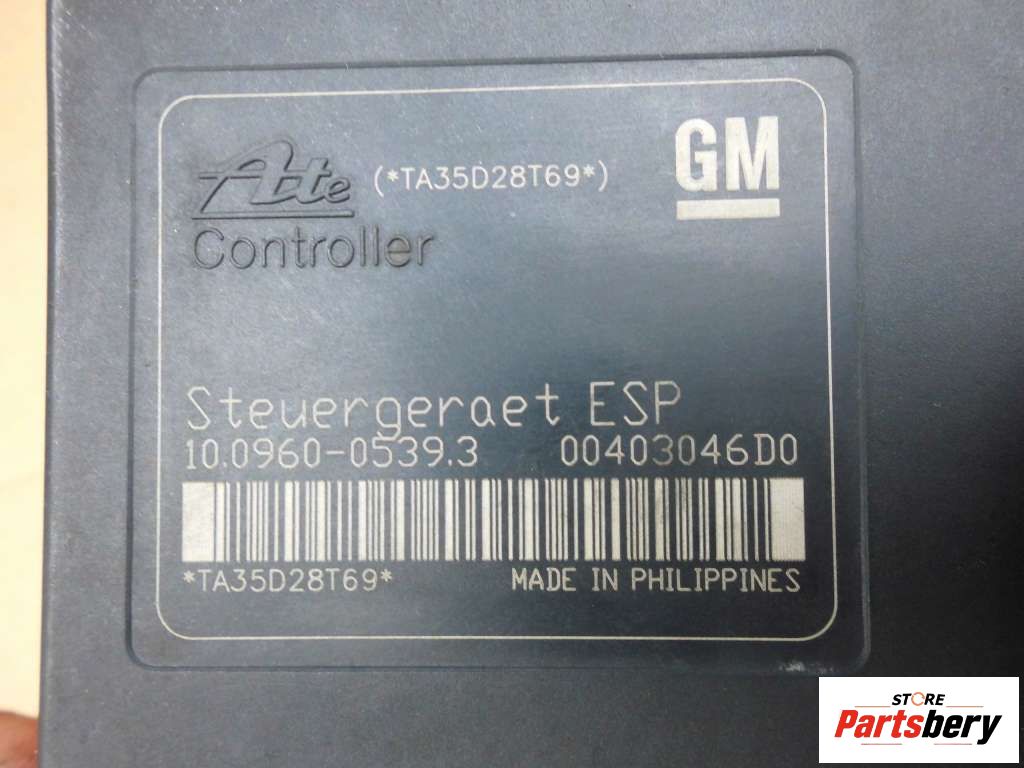 Ate (*TA35D28T69*) GM
Controller
Steuergeraet ESP
10.0960-0539.3 00403046D0
*TA35D28T69* MADE IN PHILIPPINES
STORE
Partsbery